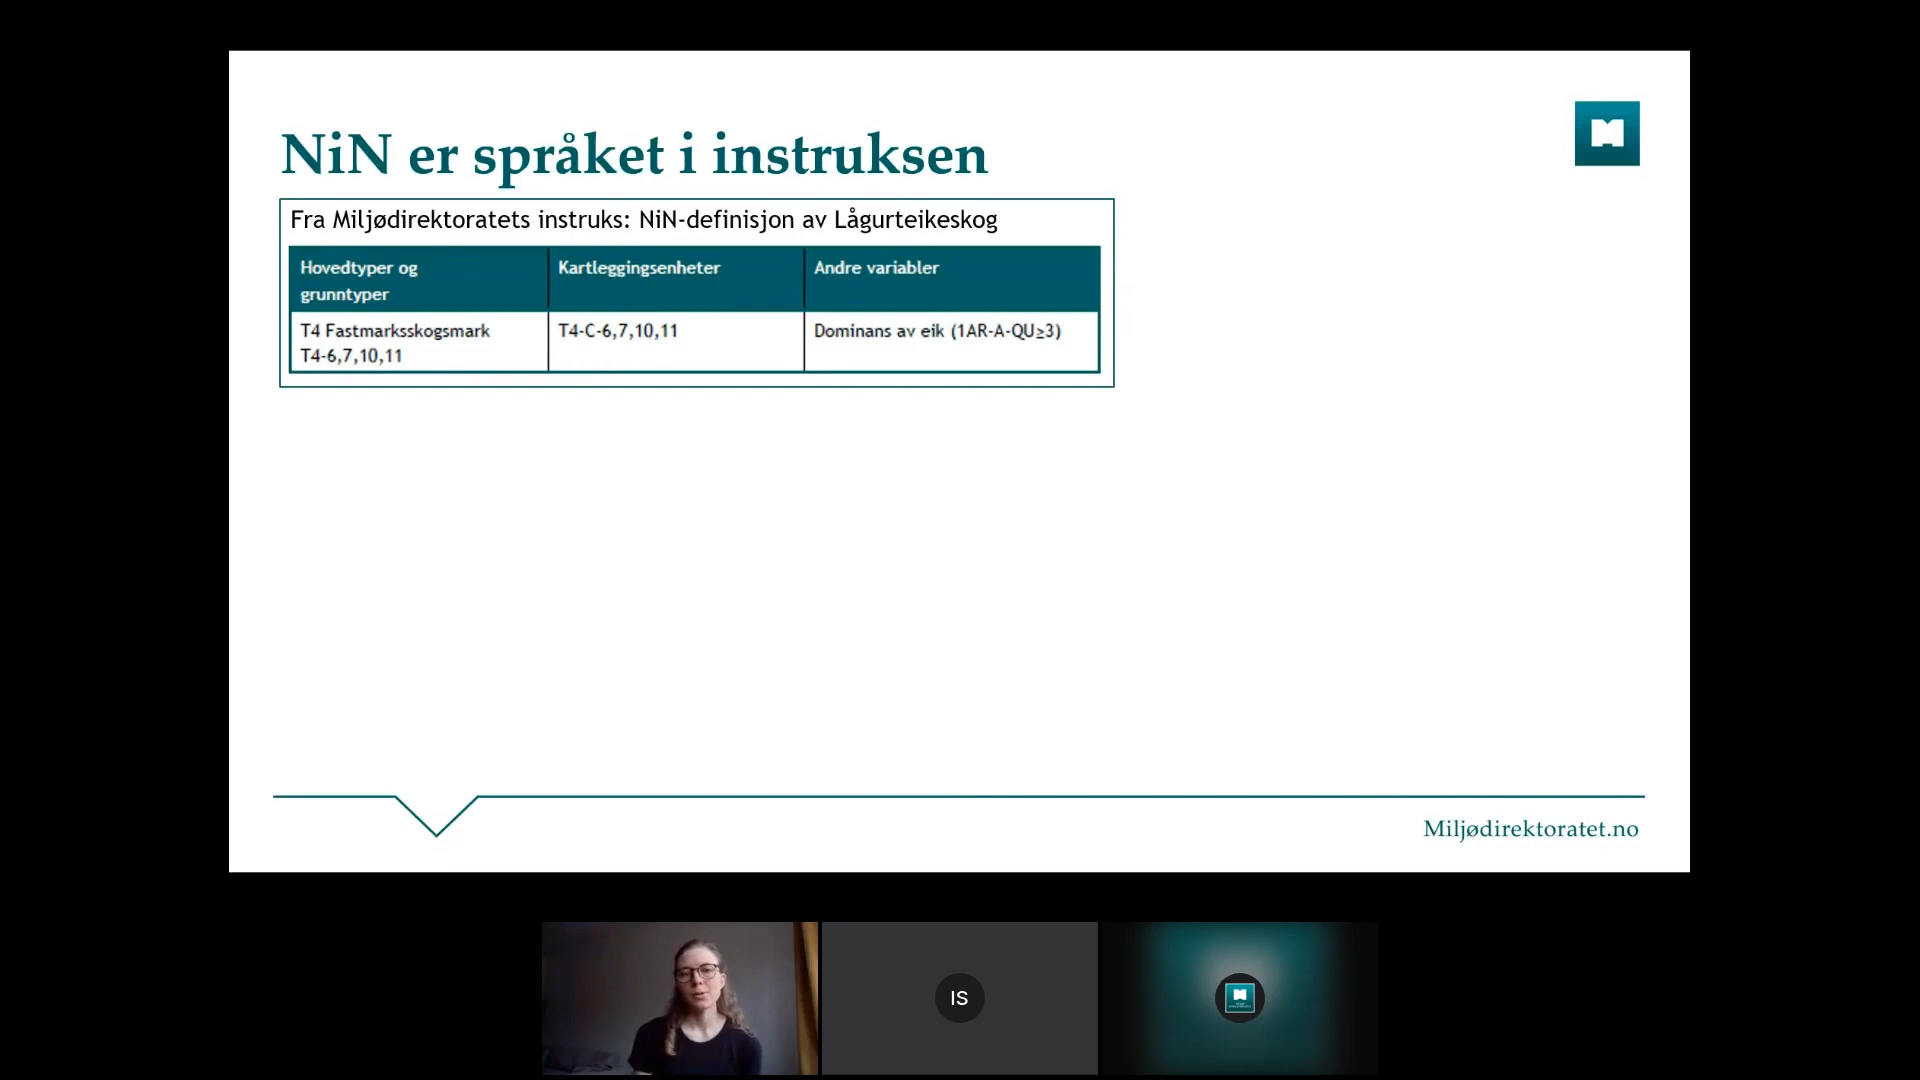 NiN er språket i instruksen
Fra Miljødirektoratets instruks: NiN-definisjon av Lågurteikeskog
Hovedtyper og
grunntyper
Kartleggingsenheter
Andre variabler
T4 Fastmarksskogsmark
T4-6,7,10,11
T4-C-6,7,10,11
Dominans av eik (1AR-A-QU≥3)
Miljødirektoratet.no
IS